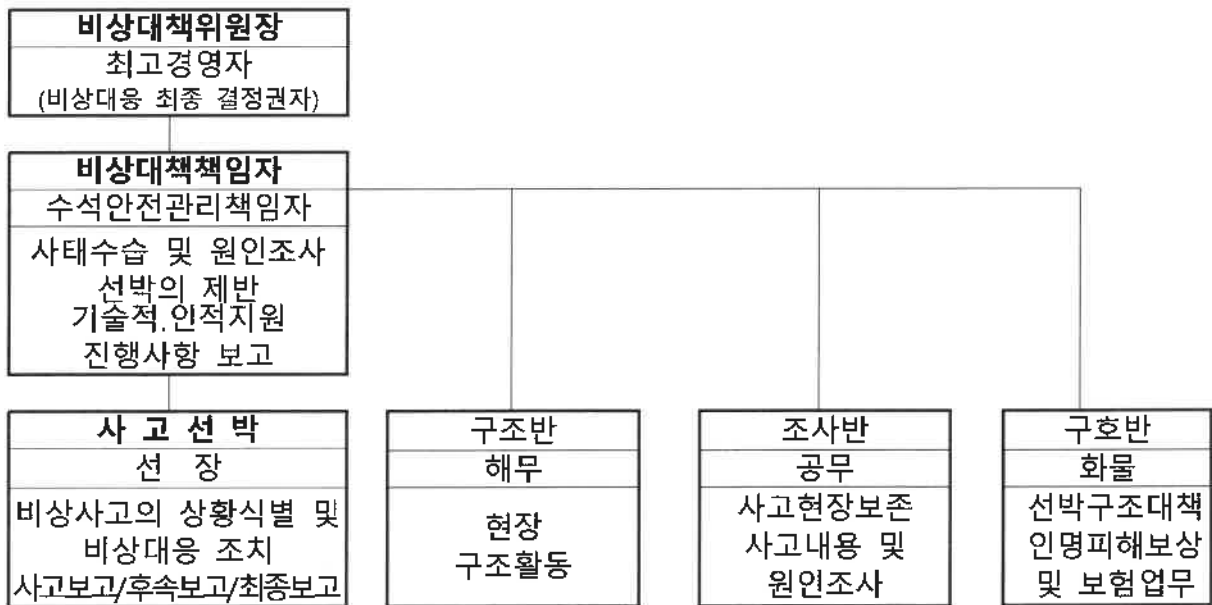 비상대책위원장
최고경영자
(비상대응 최종 결정권자)
비상대책책임자
수석안전관리책임자
사태수습 및 원인조사
선박의 제반
기술적.인적지원
진행사항 보고
사 고 선 박
선 장
비상사고의 상황식별 및
비상대응 조치
사고보고/후속보고/최종보고
구조반
해무
현장
구조활동
조사반
공무
사고현장보존
사고내용 및
원인조사
구호반
화물
선박구조대책
인명피해보상
및 보험업무